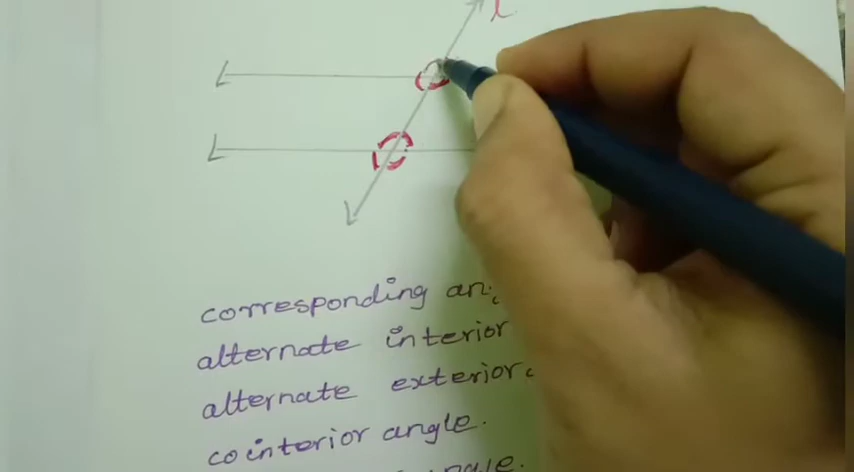 l
corresponding
alternate interior
alternate exterior
cointerior angle.